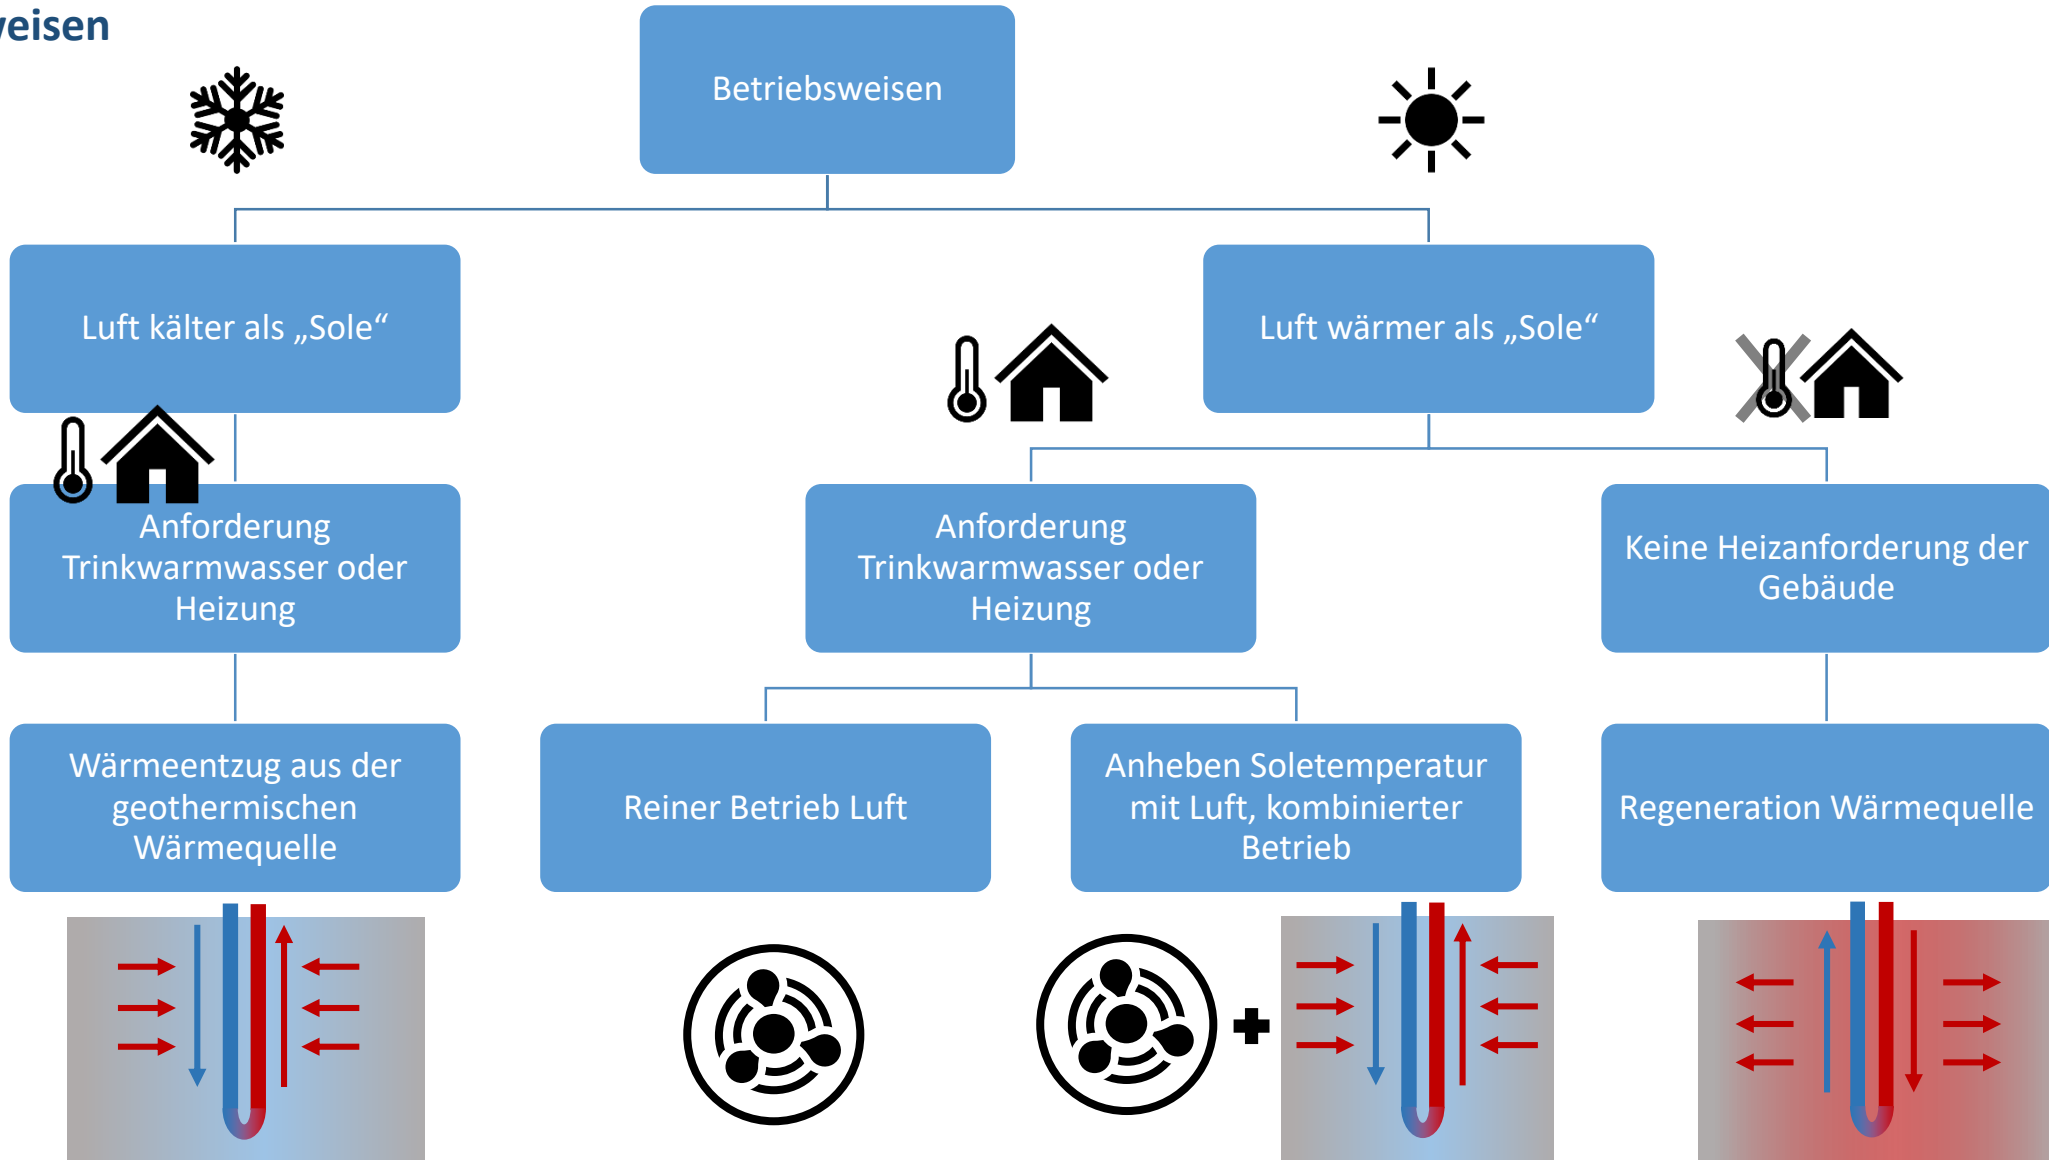 weisen
Betriebsweisen
Luft kälter als „Sole“
Luft wärmer als „Sole“
Anforderung
Trinkwarmwasser oder
Heizung
Anforderung
Trinkwarmwasser oder
Heizung
Keine Heizanforderung der
Gebäude
Wärmeentzug aus der
geothermischen
Wärmequelle
Reiner Betrieb Luft
Anheben Soletemperatur
mit Luft, kombinierter
Betrieb
Regeneration Wärmequelle